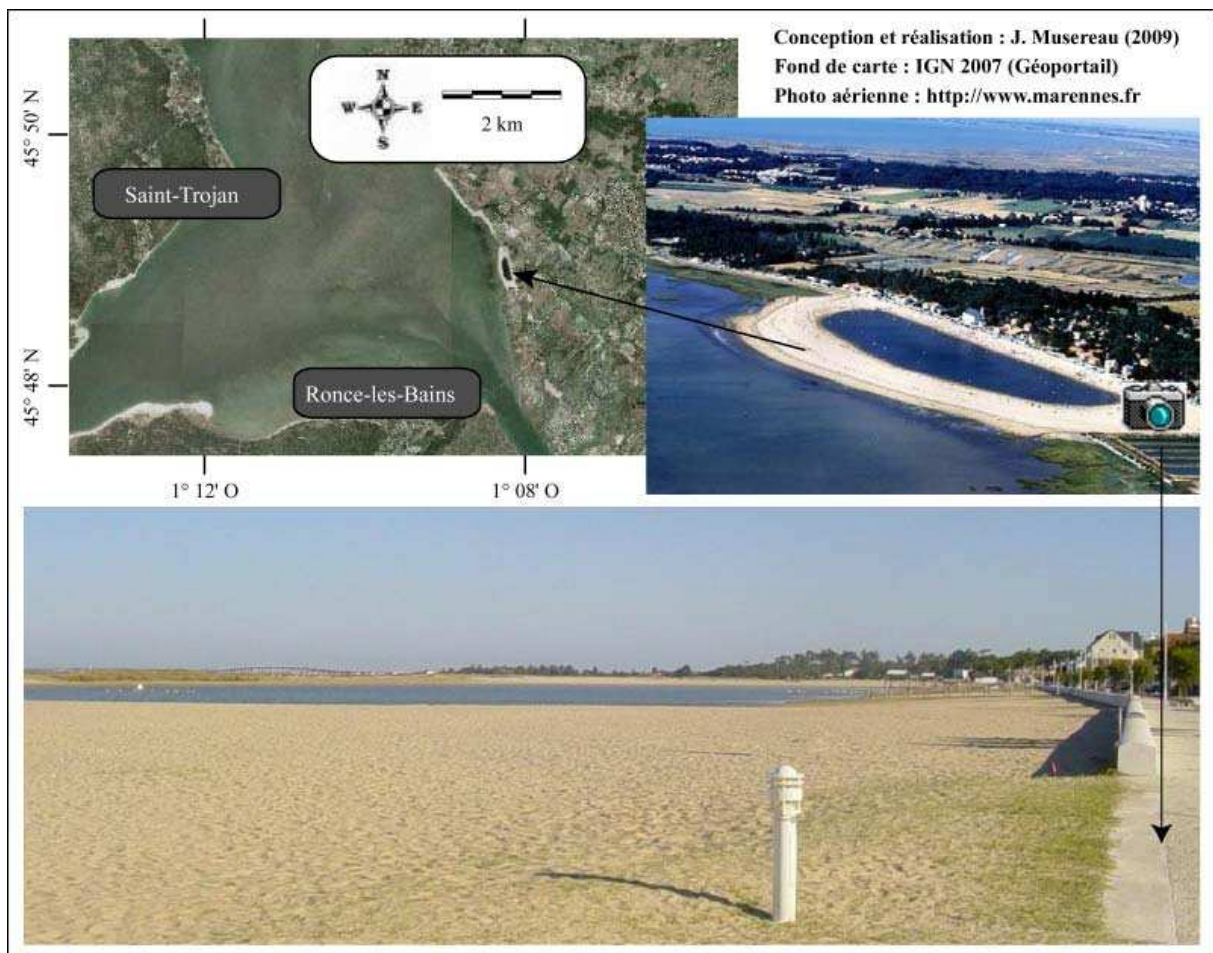 Conception et réalisation : J. Musereau (2009)
Fond de carte : IGN 2007 (Géoportail)
Photo aérienne : http://www.marennes.fr
N
W E
S
2 km
45° 50' N
Saint-Trojan
45° 48' N
Ronce-les-Bains
1° 12' O
1° 08' O